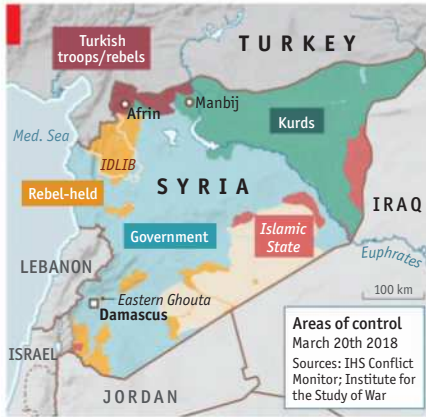 TURKEY
Turkish
troops/rebels
Afrin
Manbij
Med. Sea
Kurds
IDLIB
SYRIA
Rebel-held
IRAQ
Government
Islamic
State
Euphrates
LEBANON
100 km
Eastern Ghouta
Damascus
Areas of control
March 20th 2018
Sources: IHS Conflict
Monitor; Institute for
the Study of War
ISRAEL
JORDAN